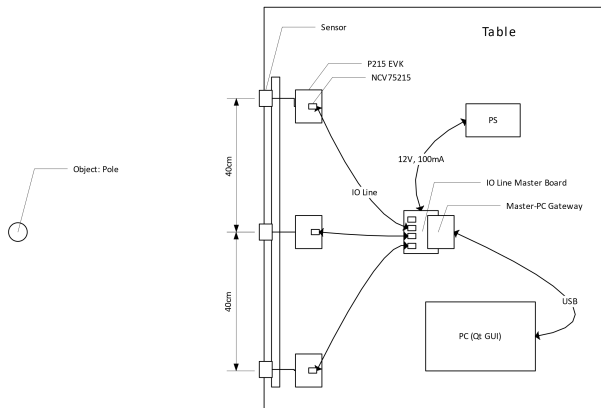 Sensor
Table
P215 EVK
NCV75215
PS
12V, 100mA
40cm
Object: Pole
IO Line
IO Line Master Board
Master-PC Gateway
40cm
USB
PC (Qt GUI)